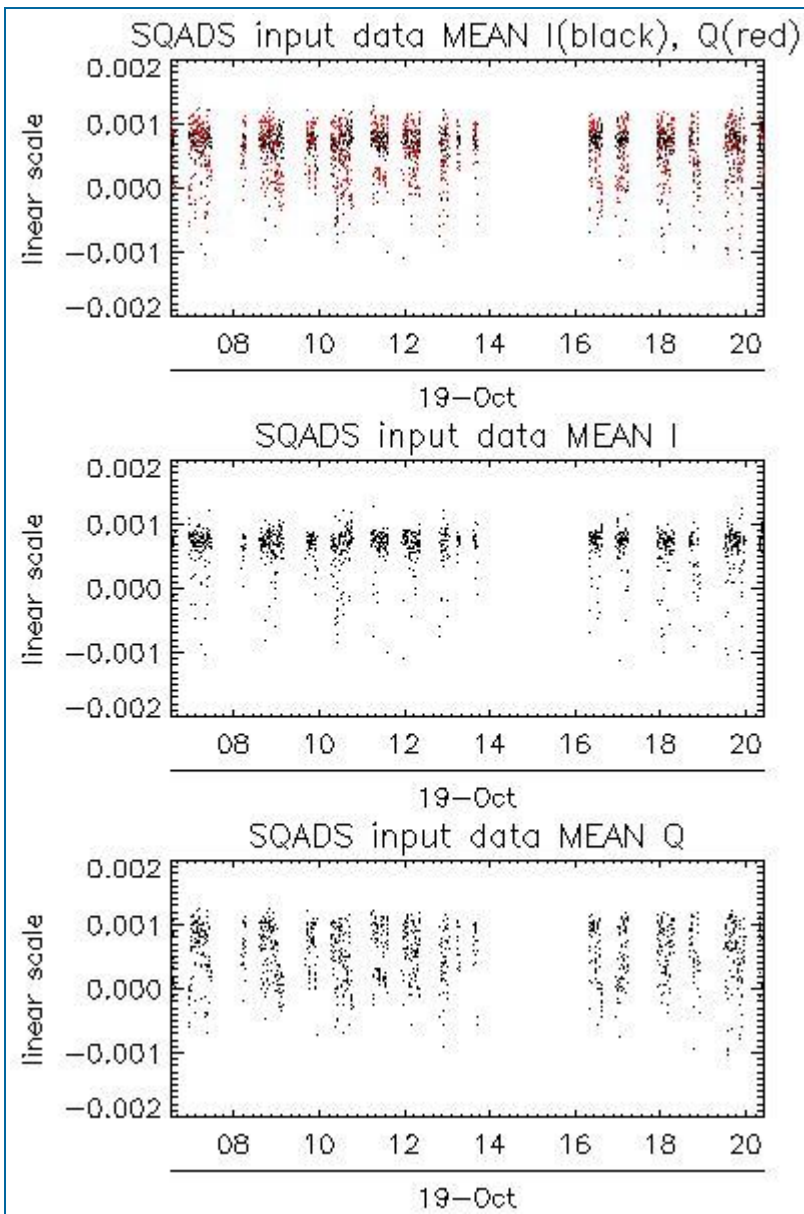 SQADS input data MEAN I(black), Q(red)
0.002
0.001
0.000
-0.001
-0.002
linear scale
08 10 12 14 16 18 20
19-Oct
SQADS input data MEAN I
0.002
0.001
0.000
-0.001
-0.002
linear scale
08 10 12 14 16 18 20
19-Oct
SQADS input data MEAN Q
0.002
0.001
0.000
-0.001
-0.002
linear scale
08 10 12 14 16 18 20
19-Oct